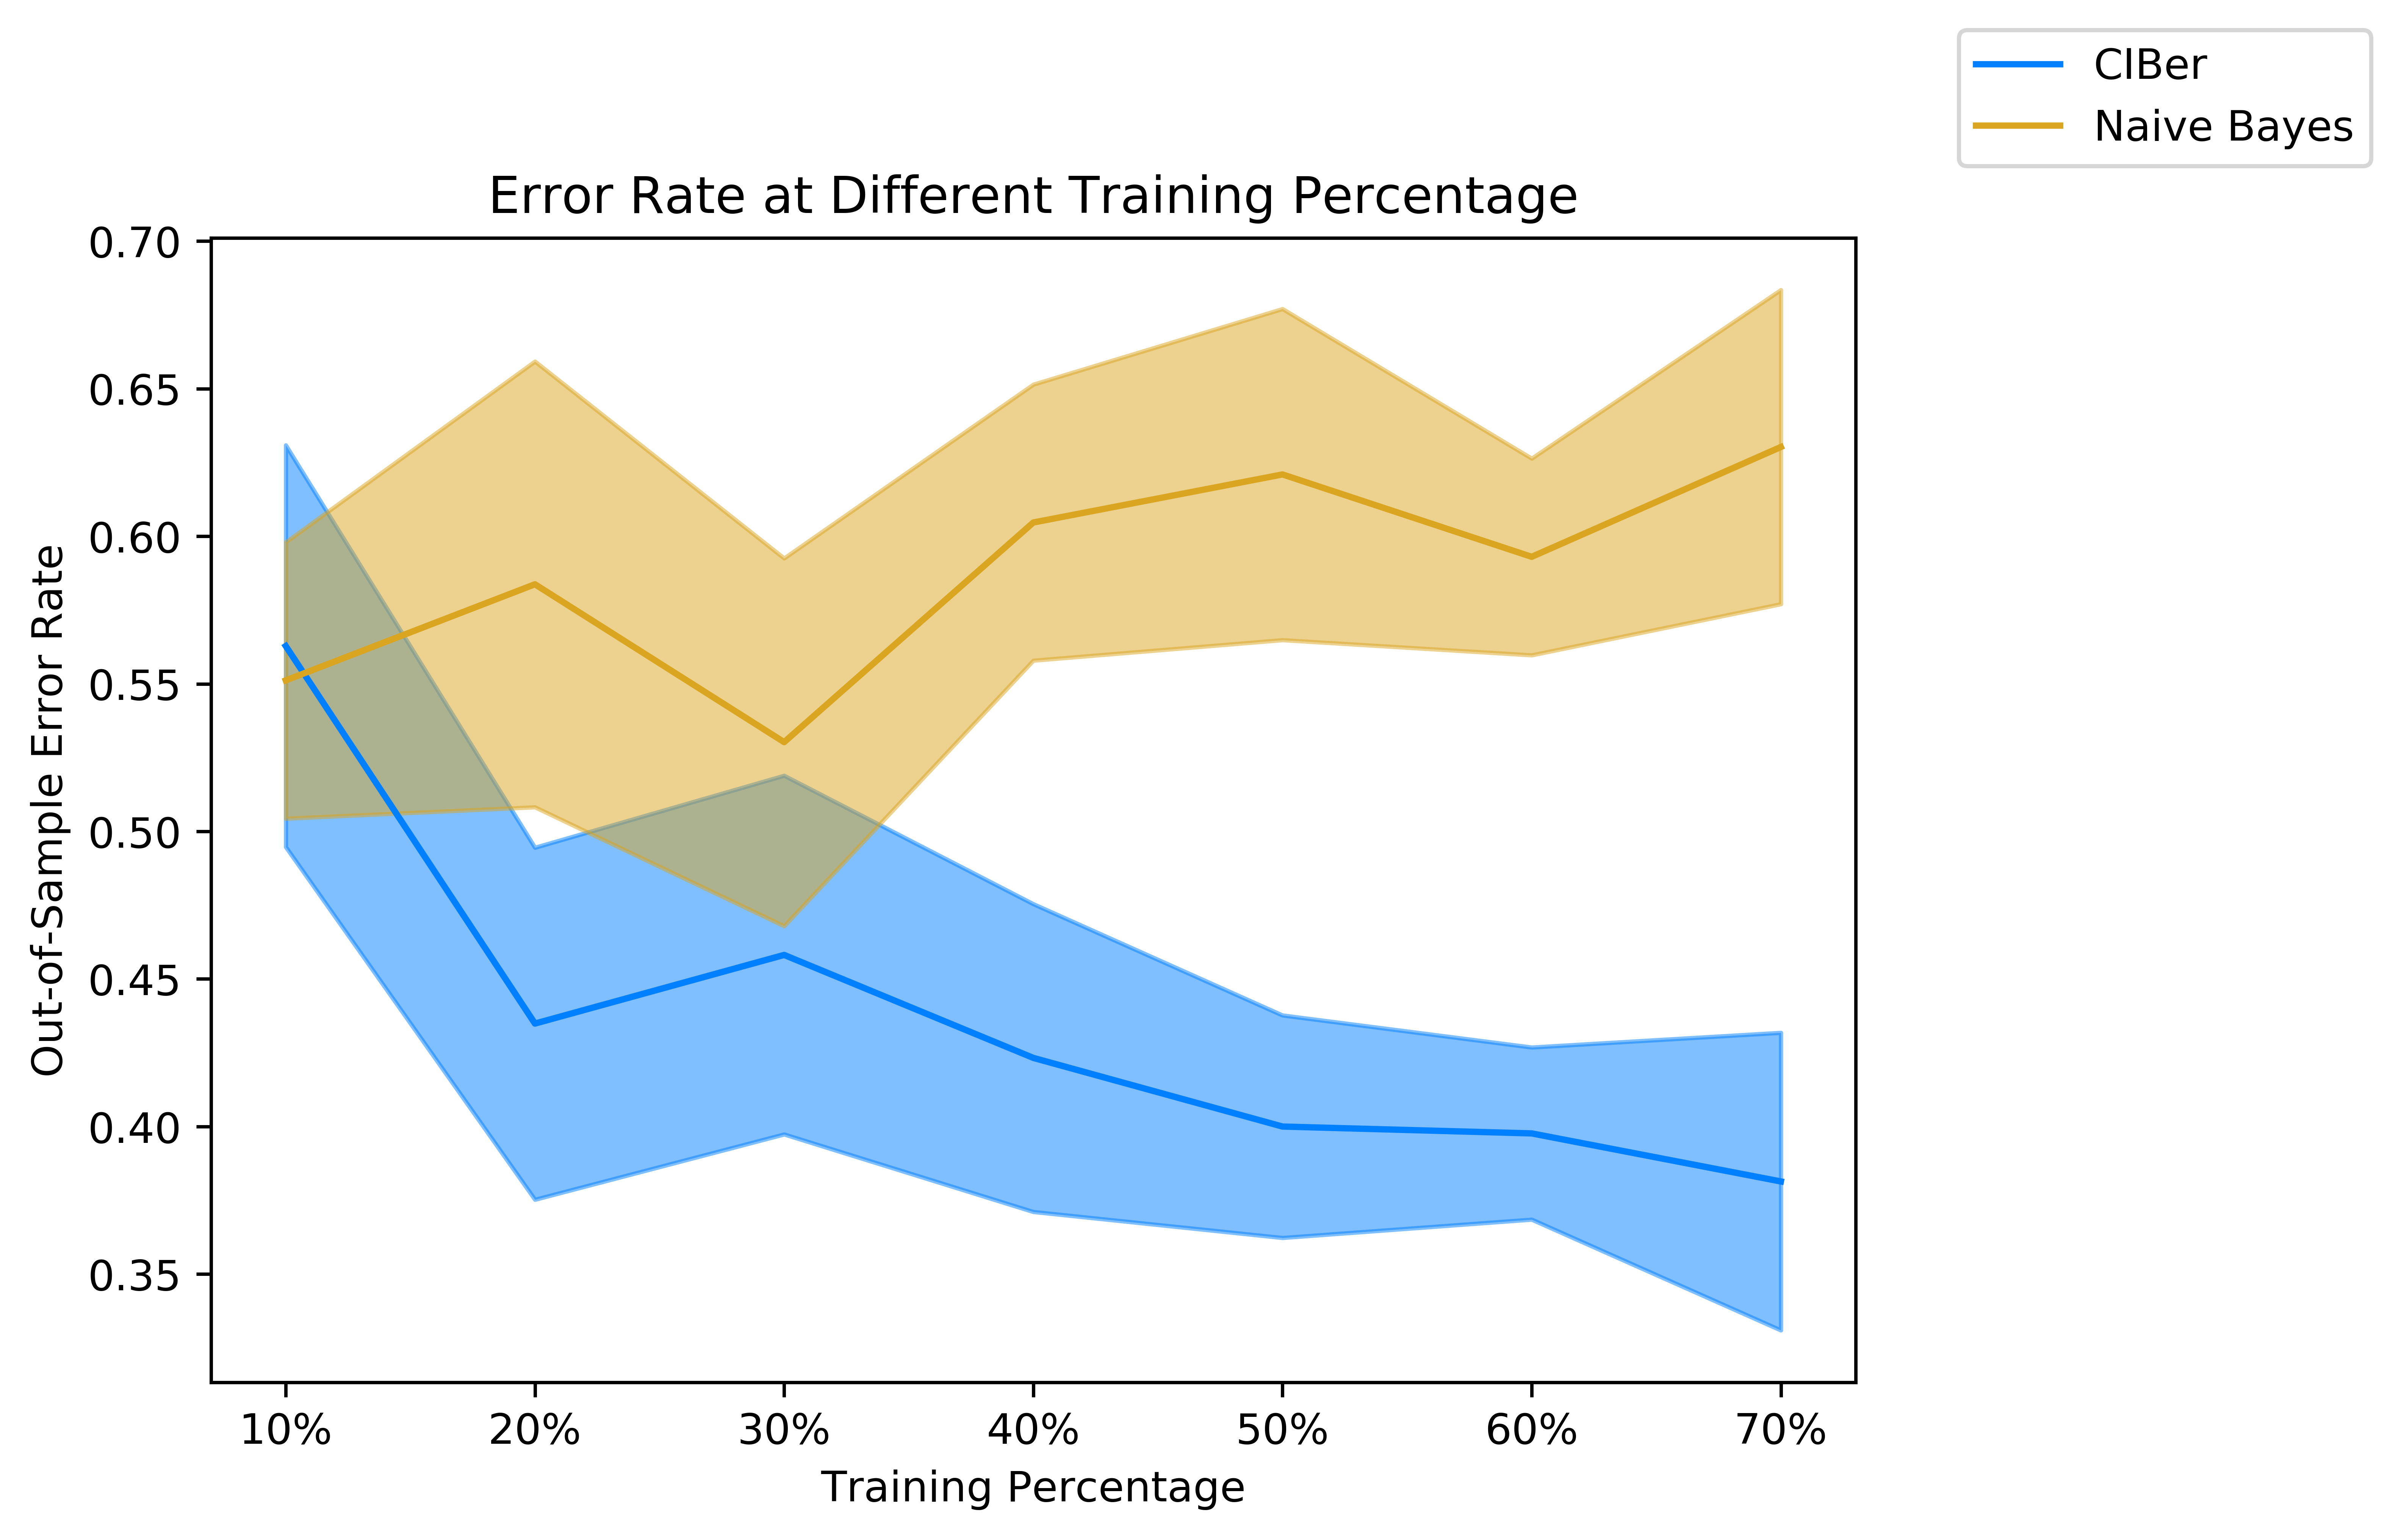 CIBer
Naive Bayes
Error Rate at Different Training Percentage
0.70
0.65
0.60
0.55
0.50
0.45
0.40
0.35
Out-of-Sample Error Rate
10% 20% 30% 40% 50% 60% 70%
Training Percentage